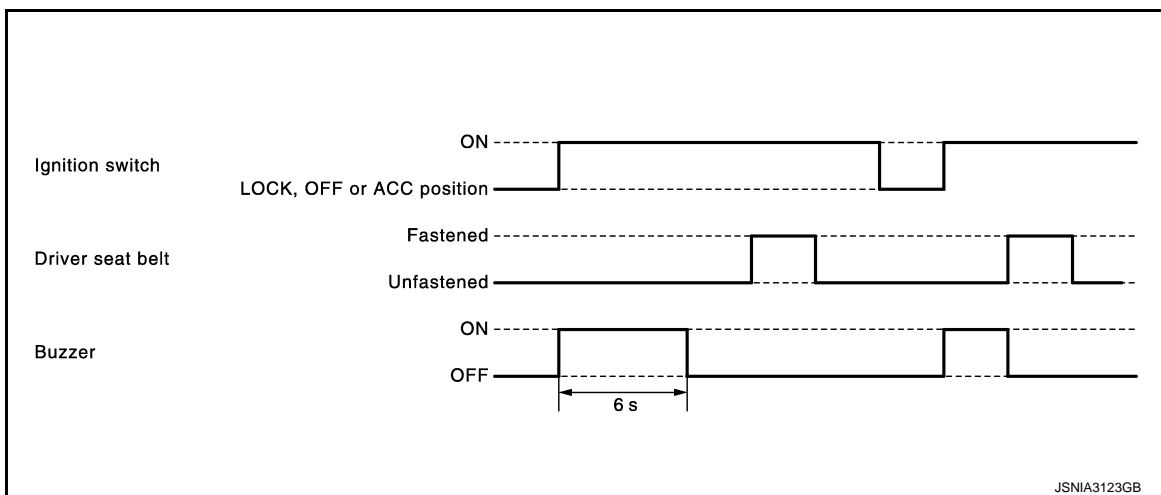 ON
Ignition switch
LOCK, OFF or ACC position
Fastened
Driver seat belt
Unfastened
ON
Buzzer
OFF
6 s
JSNIA3123GB